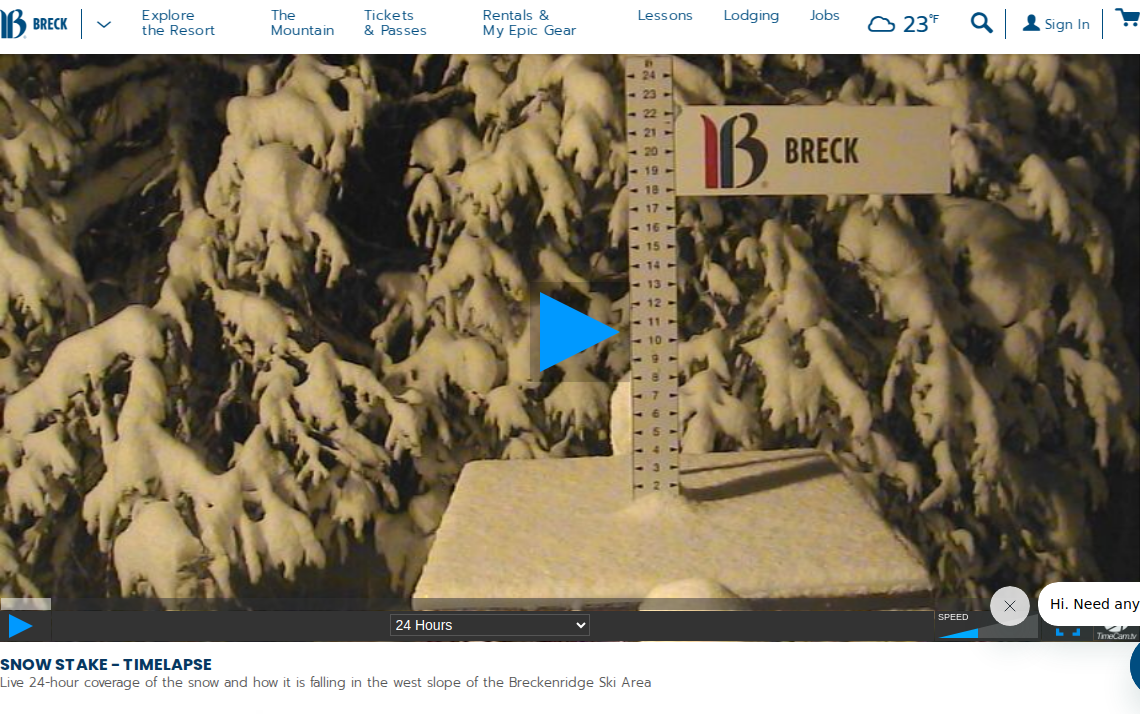 BRECK
Explore
the Resort
The
Mountain
Tickets
& Passes
Rentals &
My Epic Gear
Lessons
Lodging
Jobs
23°F
Sign In
24
23
22
21
20
19
18
17
16
15
14
13
12
11
10
9
8
7
6
5
4
3
2
BRECK
24 Hours
SPEED
Hi. Need any
TimeCam.tv
SNOW STAKE – TIMELAPSE
Live 24-hour coverage of the snow and how it is falling in the west slope of the Breckenridge Ski Area